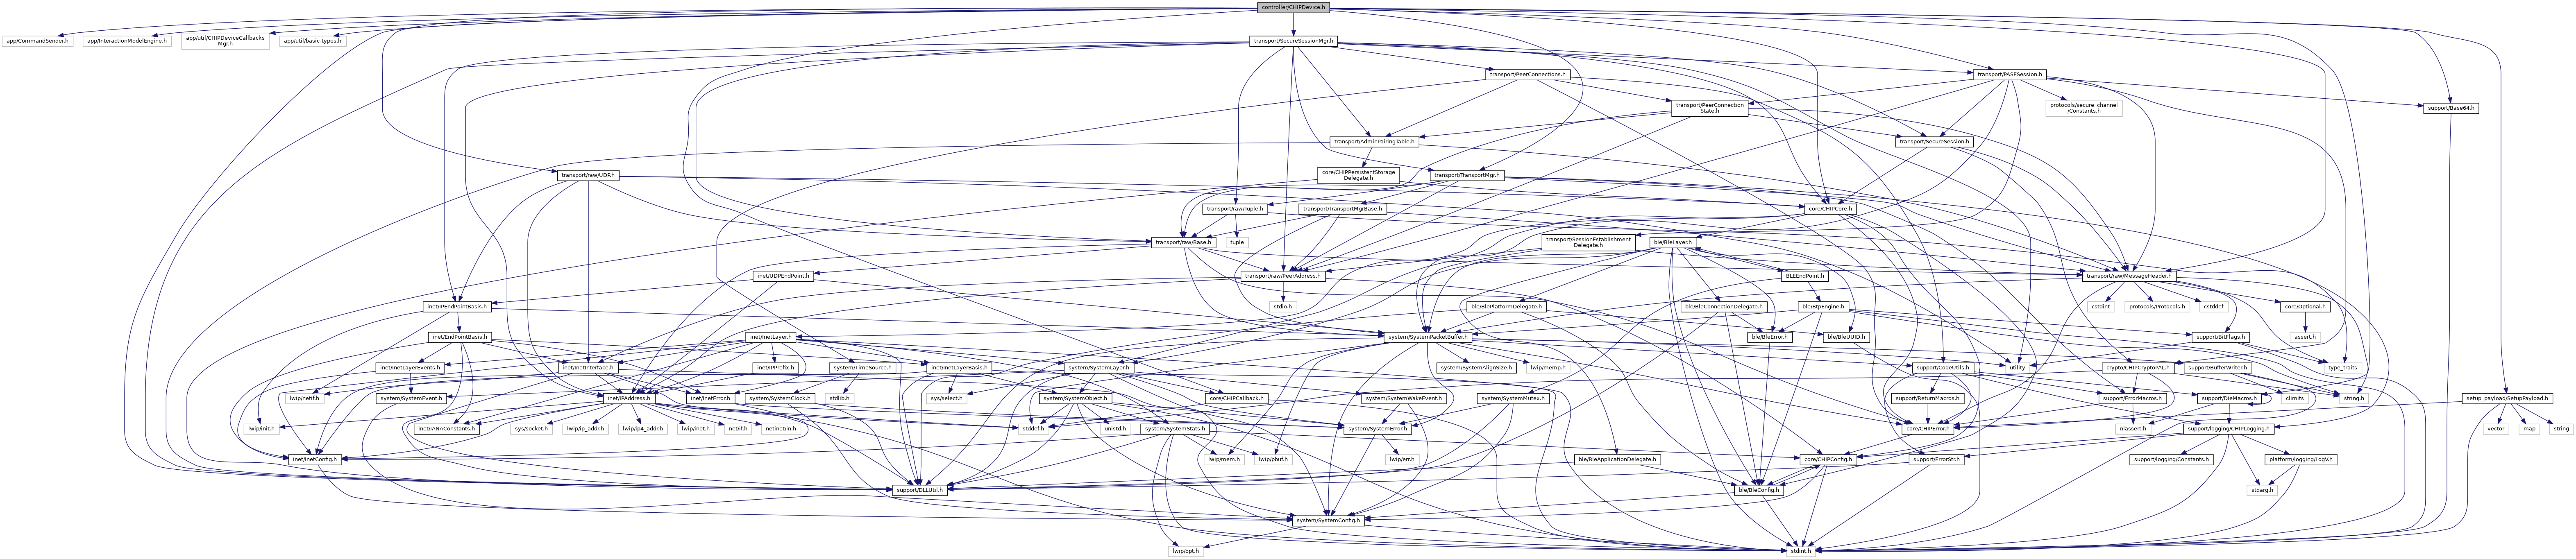 controller/CHIPDevice.h
app/CommandSender.h
app/InteractionModelEngine.h
app/util/CHIPDeviceCallbacks
Mgr.h
app/util/basic-types.h
transport/SecureSessionMgr.h
transport/PeerConnections.h
transport/PASESession.h
transport/PeerConnection
State.h
protocols/secure_channel
/Constants.h
support/Base64.h
transport/AdminPairingTable.h
transport/SecureSession.h
transport/raw/UDP.h
core/CHIPPersistentStorage
Delegate.h
transport/TransportMgr.h
transport/raw/Tuple.h
transport/TransportMgrBase.h
core/CHIPCore.h
transport/raw/Base.h
tuple
transport/SessionEstablishment
Delegate.h
ble/BleLayer.h
inet/UDPEndPoint.h
transport/raw/PeerAddress.h
BLEEndPoint.h
transport/raw/MessageHeader.h
inet/IPEndPointBasis.h
stdio.h
ble/BlePlatformDelegate.h
ble/BleConnectionDelegate.h
ble/BtpEngine.h
cstdint
protocols/Protocols.h
cstddef
core/Optional.h
inet/EndPointBasis.h
inet/InetLayer.h
system/SystemPacketBuffer.h
ble/BleError.h
ble/BleUUID.h
support/BitFlags.h
assert.h
inet/InetLayerEvents.h
inet/InetInterface.h
inet/IPPrefix.h
system/TimeSource.h
inet/InetLayerBasis.h
system/SystemLayer.h
system/SystemAlignSize.h
lwip/memp.h
utility
support/CodeUtils.h
crypto/CHIPCryptoPAL.h
support/BufferWriter.h
type_traits
lwip/netif.h
system/SystemEvent.h
inet/IPAddress.h
inet/InetError.h
system/SystemClock.h
stdlib.h
sys/select.h
system/SystemObject.h
core/CHIPCallback.h
system/SystemWakeEvent.h
system/SystemMutex.h
support/ReturnMacros.h
support/ErrorMacros.h
support/DieMacros.h
climits
string.h
setup_payload/SetupPayload.h
lwip/init.h
inet/IANAConstants.h
sys/socket.h
lwip/ip_addr.h
lwip/ip4_addr.h
lwip/inet.h
net/if.h
netinet/in.h
stddef.h
unistd.h
system/SystemStats.h
system/SystemError.h
core/CHIPError.h
nlassert.h
support/logging/CHIPLogging.h
vector
map
string
inet/InetConfig.h
lwip/mem.h
lwip/pbuf.h
lwip/err.h
ble/BleApplicationDelegate.h
core/CHIPConfig.h
support/ErrorStr.h
support/logging/Constants.h
platform/logging/LogV.h
support/DLLUtil.h
ble/BleConfig.h
stdarg.h
system/SystemConfig.h
lwip/opt.h
stdint.h